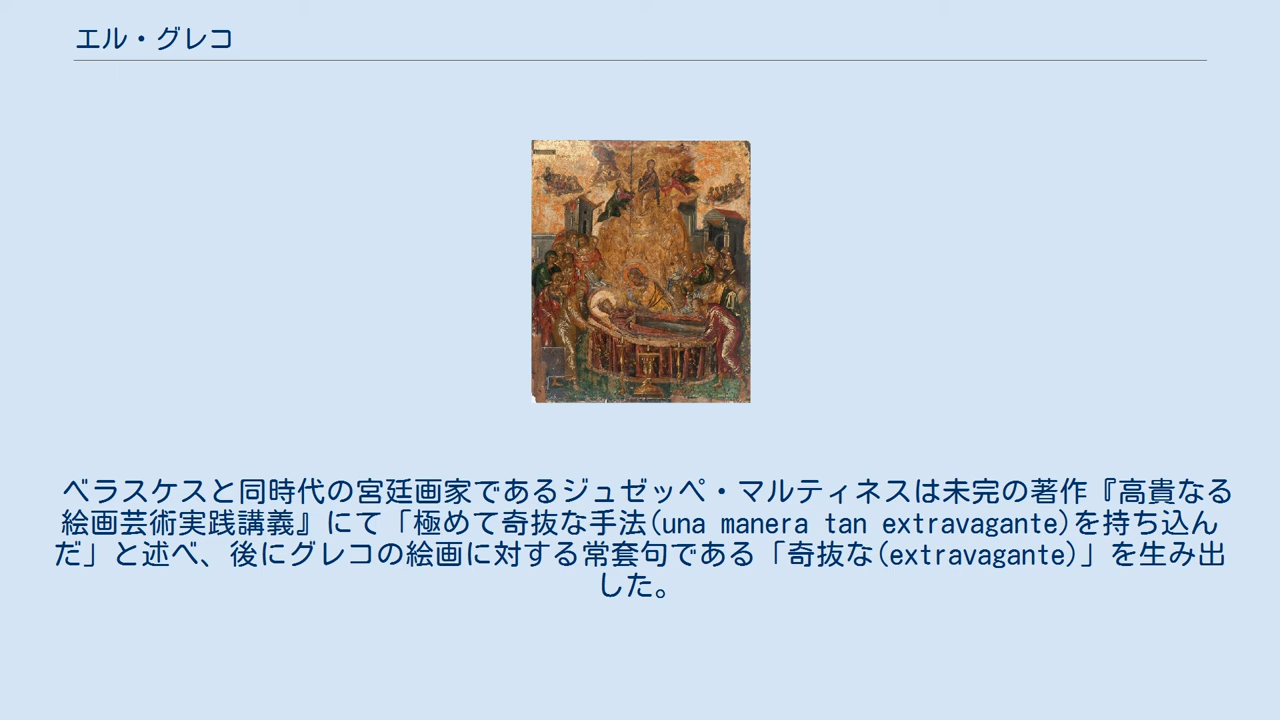 エル・グレコ
ベラスケスと同時代の宮廷画家であるジュゼッペ・マルティネスは未完の著作『高貴なる
絵画芸術実践講義』にて「極めて奇抜な手法(una manera tan extravagante)を持ち込ん
だ」と述べ、後にグレコの絵画に対する常套句である「奇抜な(extravagante)」を生み出
した。